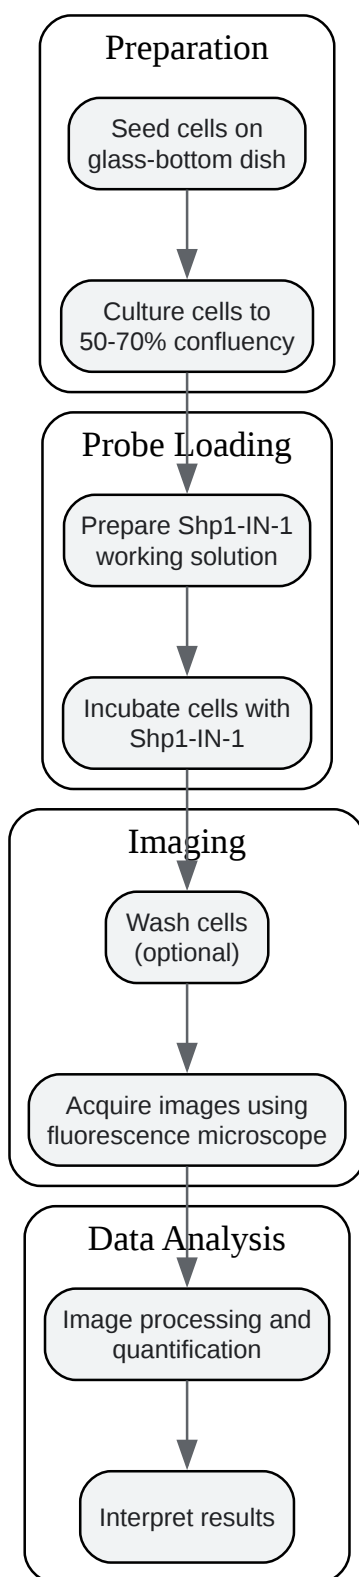 Preparation
Seed cells on
glass-bottom dish
Culture cells to
50-70% confluency
Probe Loading
Prepare Shp1-IN-1
working solution
Incubate cells with
Shp1-IN-1
Imaging
Wash cells
(optional)
Acquire images using
fluorescence microscope
Data Analysis
Image processing and
quantification
Interpret results